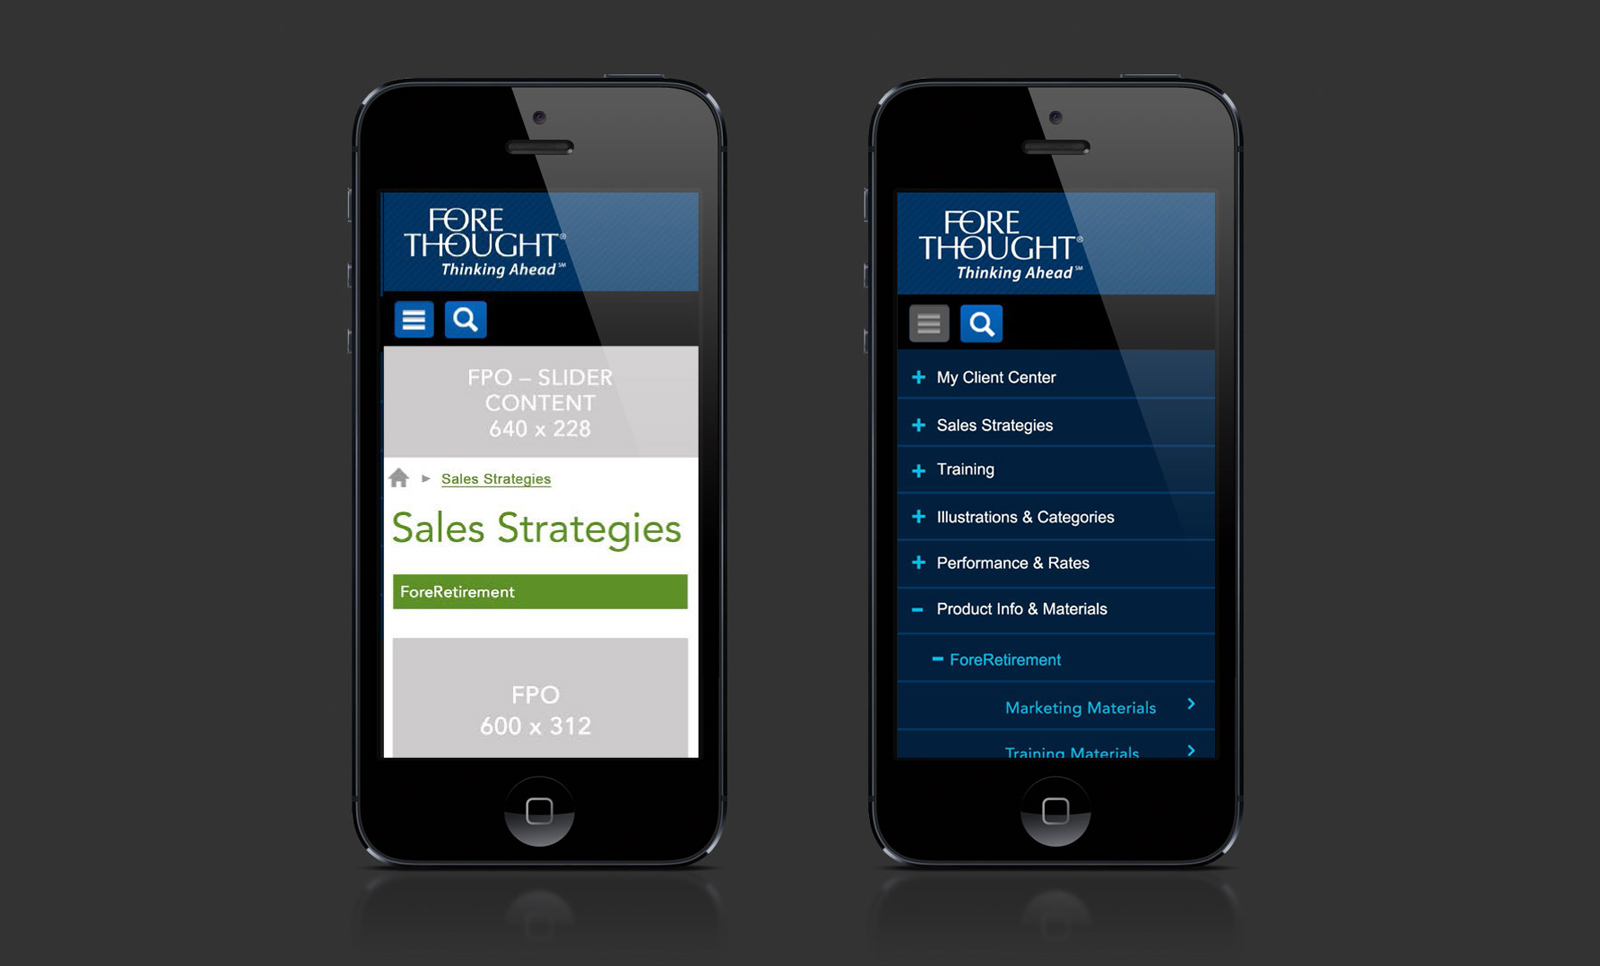 FORE
THOUGHT®
Thinking Ahead℠
FPO – SLIDER
CONTENT
640 x 228
Sales Strategies
Sales Strategies
ForeRetirement
FPO
600 x 312
FORE
THOUGHT®
Thinking Ahead℠
My Client Center
Sales Strategies
Training
Illustrations & Categories
Performance & Rates
Product Info & Materials
ForeRetirement
Marketing Materials
Training Materials